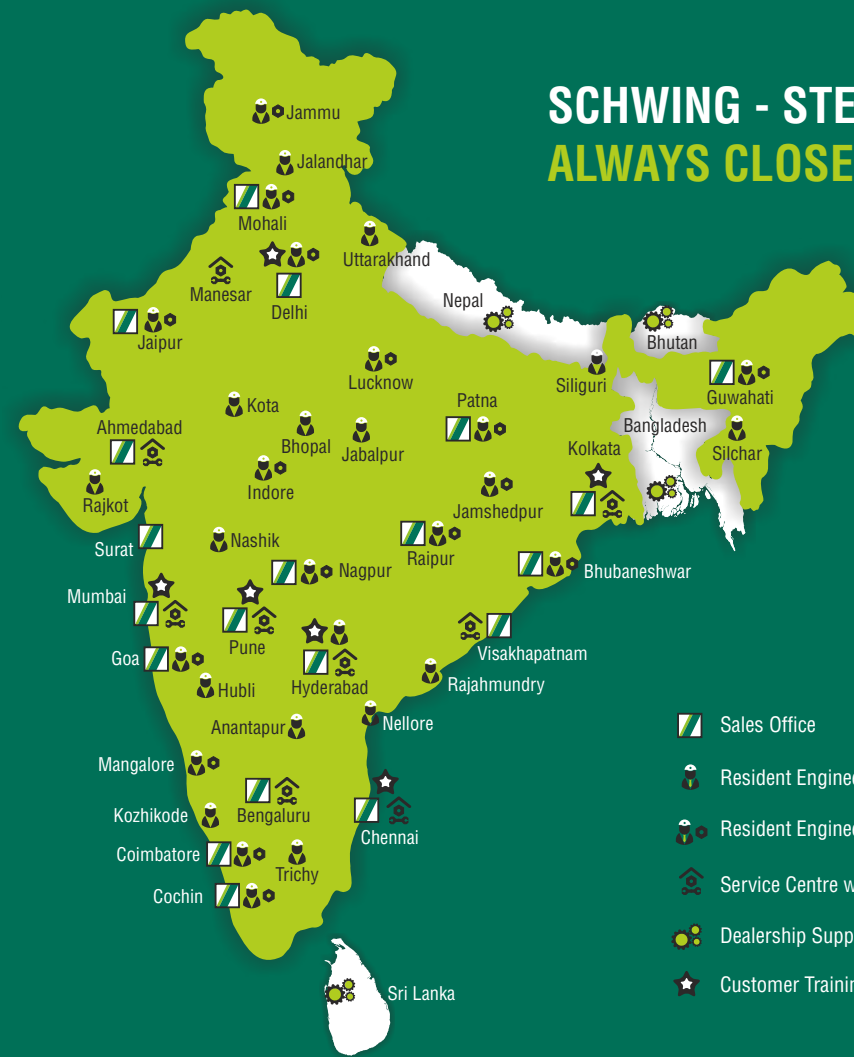 SCHWING - STE
ALWAYS CLOSE
Jammu
Jalandhar
Mohali
Uttarakhand
Manesar
Delhi
Nepal
Jaipur
Bhutan
Lucknow
Siliguri
Guwahati
Kota
Patna
Ahmedabad
Bhopal
Jabalpur
Bangladesh
Kolkata
Silchar
Indore
Rajkot
Jamshedpur
Surat
Nashik
Raipur
Nagpur
Bhubaneshwar
Mumbai
Pune
Visakhapatnam
Goa
Hyderabad
Hubli
Rajahmundry
Anantapur
Nellore
Sales Office
Mangalore
Resident Enginee
Kozhikode
Bengaluru
Chennai
Resident Enginee
Coimbatore
Trichy
Service Centre w
Cochin
Dealership Supp
Customer Trainin
Sri Lanka